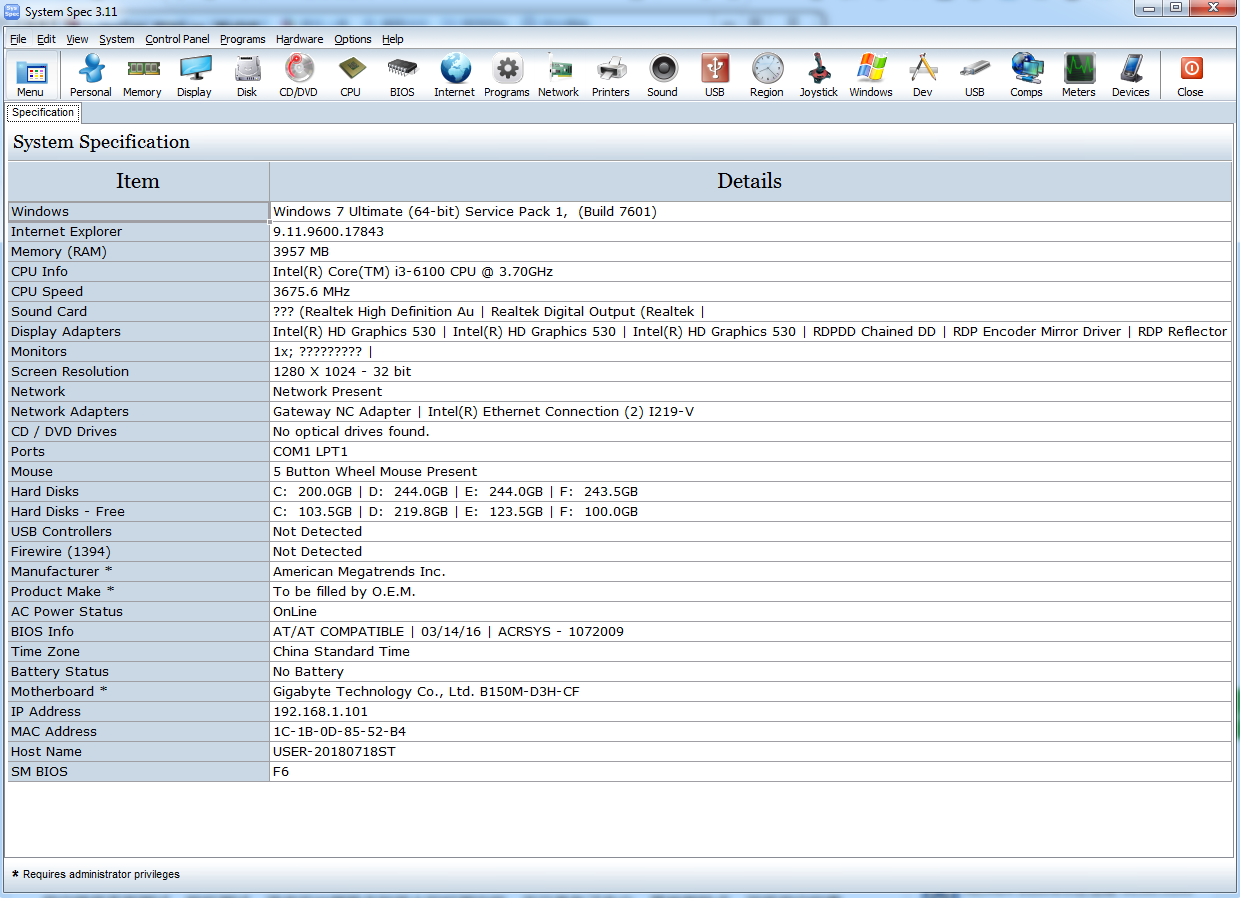 System Spec 3.11
File Edit View System Control Panel Programs Hardware Options Help
Menu Personal Memory Display Disk CD/DVD CPU BIOS Internet Programs Network Printers Sound USB Region Joystick Windows Dev USB Comps Meters Devices Close
Specification
System Specification
Item Details
Windows Windows 7 Ultimate (64-bit) Service Pack 1, (Build 7601)
Internet Explorer 9.11.9600.17843
Memory (RAM) 3957 MB
CPU Info Intel(R) Core(TM) i3-6100 CPU @ 3.70GHz
CPU Speed 3675.6 MHz
Sound Card ??? (Realtek High Definition Au | Realtek Digital Output (Realtek |
Display Adapters Intel(R) HD Graphics 530 | Intel(R) HD Graphics 530 | Intel(R) HD Graphics 530 | RDPDD Chained DD | RDP Encoder Mirror Driver | RDP Reflector
Monitors 1x; ????????? |
Screen Resolution 1280 X 1024 - 32 bit
Network Network Present
Network Adapters Gateway NC Adapter | Intel(R) Ethernet Connection (2) I219-V
CD / DVD Drives No optical drives found.
Ports COM1 LPT1
Mouse 5 Button Wheel Mouse Present
Hard Disks C: 200.0GB | D: 244.0GB | E: 244.0GB | F: 243.5GB
Hard Disks - Free C: 103.5GB | D: 219.8GB | E: 123.5GB | F: 100.0GB
USB Controllers Not Detected
Firewire (1394) Not Detected
Manufacturer * American Megatrends Inc.
Product Make * To be filled by O.E.M.
AC Power Status OnLine
BIOS Info AT/AT COMPATIBLE | 03/14/16 | ACRSYS - 1072009
Time Zone China Standard Time
Battery Status No Battery
Motherboard * Gigabyte Technology Co., Ltd. B150M-D3H-CF
IP Address 192.168.1.101
MAC Address 1C-1B-0D-85-52-B4
Host Name USER-20180718ST
SM BIOS F6
* Requires administrator privileges